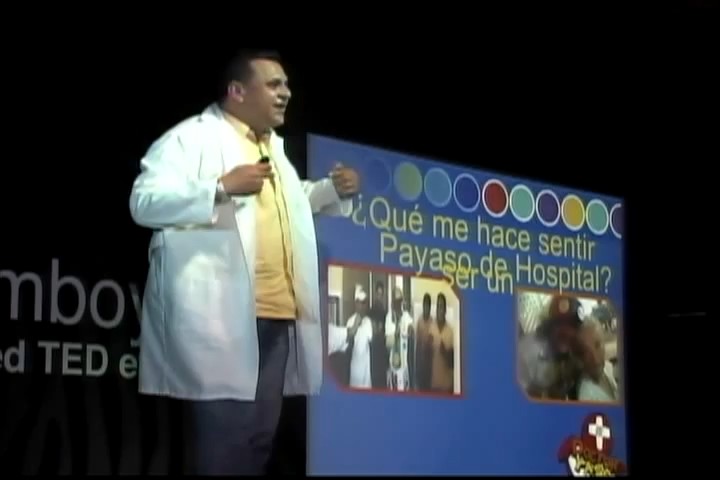 mboy
ed TED e
¿Qué me hace sentir
ser un
Payaso de Hospital?